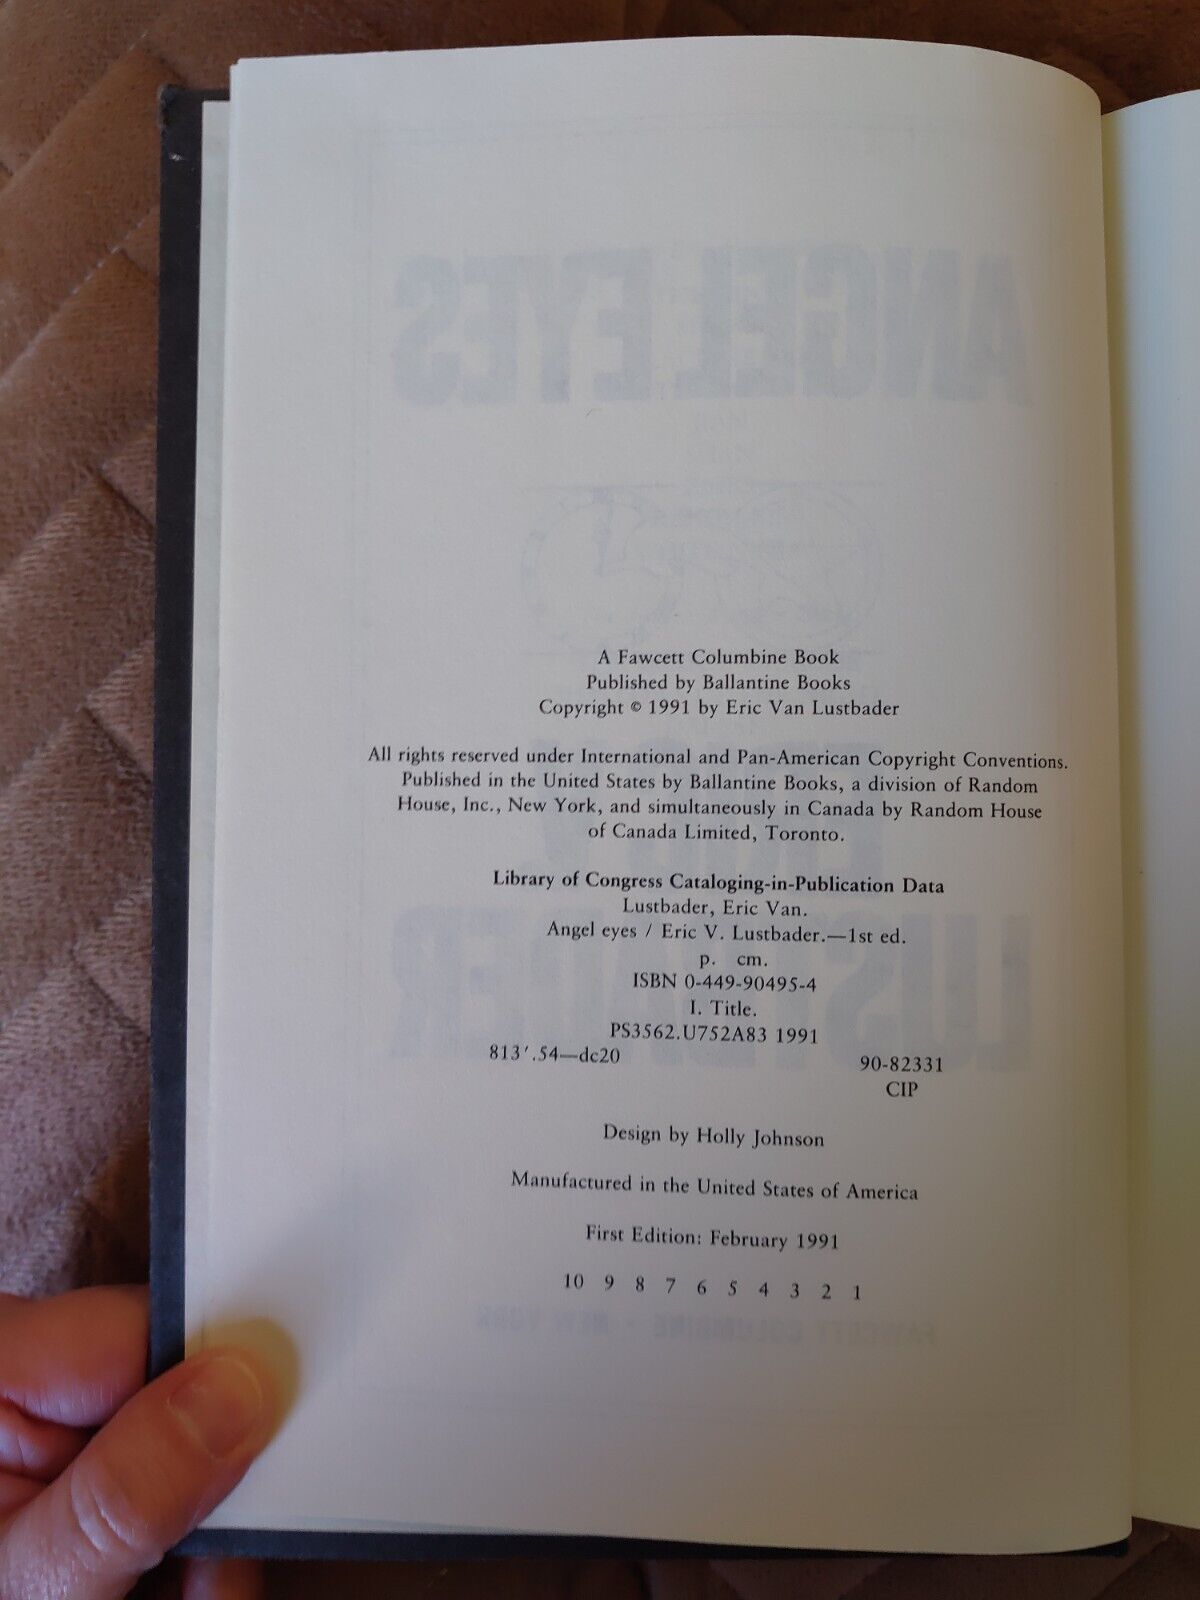 A Fawcett Columbine Book
Published by Ballantine Books
Copyright © 1991 by Eric Van Lustbader
All rights reserved under International and Pan-American Copyright Conventions.
Published in the United States by Ballantine Books, a division of Random
House, Inc., New York, and simultaneously in Canada by Random House
of Canada Limited, Toronto.
Library of Congress Cataloging-in-Publication Data
Lustbader, Eric Van.
Angel eyes / Eric V. Lustbader.—1st ed.
p. cm.
ISBN 0-449-90495-4
I. Title.
PS3562.U752A83 1991
813′.54—dc20 90-82331
CIP
Design by Holly Johnson
Manufactured in the United States of America
First Edition: February 1991
10 9 8 7 6 5 4 3 2 1